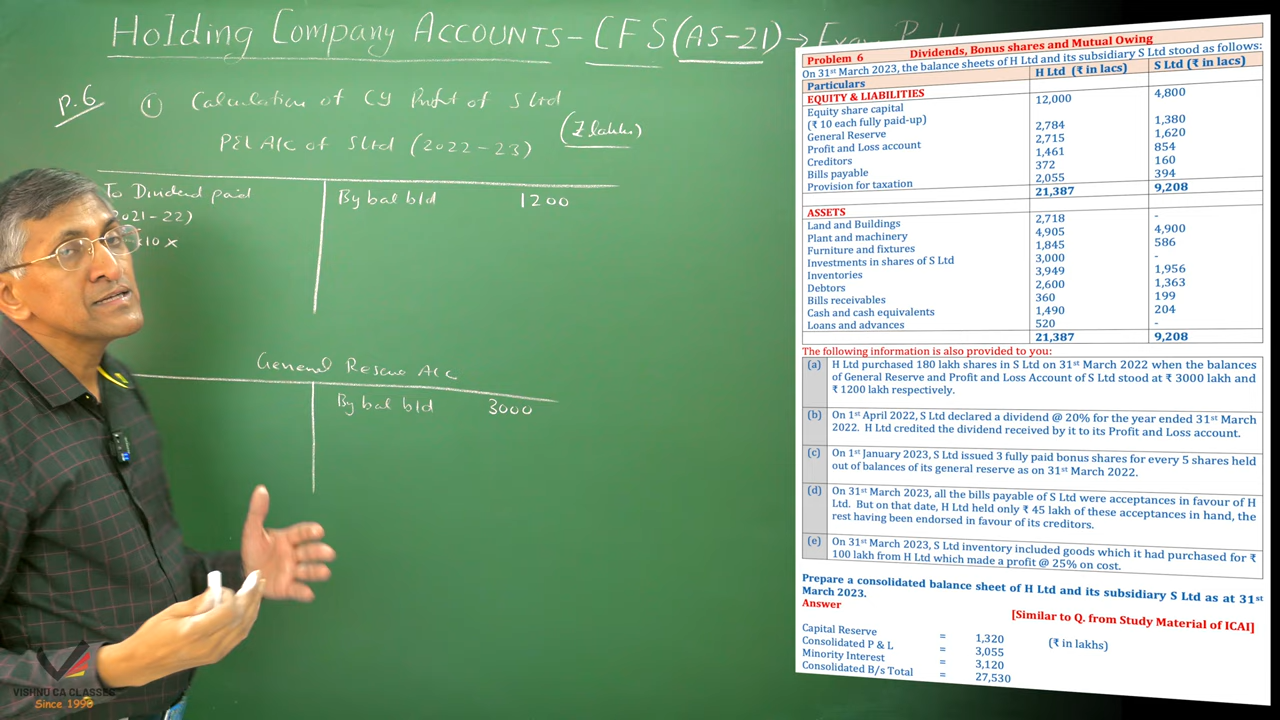 Holding Company Accounts - CFS (AS-21) →
P.6 ① Calculation of CY Profit of S Ltd
P&L A/C of S Ltd (2022-23) (₹ lakhs)
To Dividend paid By bal b/d 1200
2021-22)
x10 x
General Reserve A/C
By bal b/d 3000
VISHNU CA CLASSES
Since 1998
Problem 6 Dividends, Bonus shares and Mutual Owing
On 31st March 2023, the balance sheets of H Ltd and its subsidiary S Ltd stood as follows:
Particulars H Ltd (₹ in lacs) S Ltd (₹ in lacs)
EQUITY & LIABILITIES
Equity share capital 12,000 4,800
(₹ 10 each fully paid-up)
General Reserve 2,784 1,380
Profit and Loss account 2,715 1,620
Creditors 1,461 854
Bills payable 372 160
Provision for taxation 2,055 394
21,387 9,208
ASSETS
Land and Buildings 2,718 -
Plant and machinery 4,905 4,900
Furniture and fixtures 1,845 586
Investments in shares of S Ltd 3,000 -
Inventories 3,949 1,956
Debtors 2,600 1,363
Bills receivables 360 199
Cash and cash equivalents 1,490 204
Loans and advances 520 -
21,387 9,208
The following information is also provided to you:
(a) H Ltd purchased 180 lakh shares in S Ltd on 31st March 2022 when the balances
of General Reserve and Profit and Loss Account of S Ltd stood at ₹ 3000 lakh and
₹ 1200 lakh respectively.
(b) On 1st April 2022, S Ltd declared a dividend @ 20% for the year ended 31st March
2022. H Ltd credited the dividend received by it to its Profit and Loss account.
(c) On 1st January 2023, S Ltd issued 3 fully paid bonus shares for every 5 shares held
out of balances of its general reserve as on 31st March 2022.
(d) On 31st March 2023, all the bills payable of S Ltd were acceptances in favour of H
Ltd. But on that date, H Ltd held only ₹ 45 lakh of these acceptances in hand, the
rest having been endorsed in favour of its creditors.
(e) On 31st March 2023, S Ltd inventory included goods which it had purchased for ₹
100 lakh from H Ltd which made a profit @ 25% on cost.
Prepare a consolidated balance sheet of H Ltd and its subsidiary S Ltd as at 31st
March 2023.
Answer [Similar to Q. from Study Material of ICAI]
Capital Reserve = 1,320 (₹ in lakhs)
Consolidated P & L = 3,055
Minority Interest = 3,120
Consolidated B/s Total = 27,530